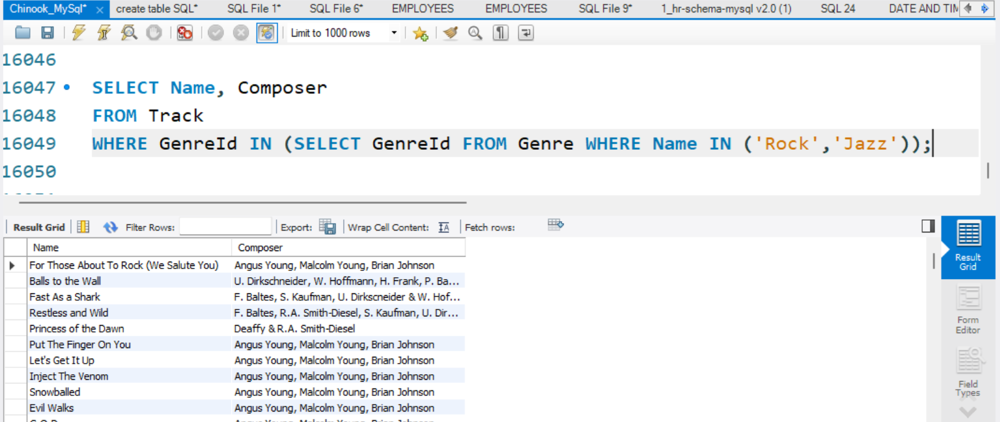 Chinook_MySql* create table SQL* SQL File 1* SQL File 6* EMPLOYEES EMPLOYEES SQL File 9* 1_hr-schema-mysql v2.0 (1) SQL 24 DATE AND TIM
Limit to 1000 rows
16046
16047 SELECT Name, Composer
16048 FROM Track
16049 WHERE GenreId IN (SELECT GenreId FROM Genre WHERE Name IN ('Rock','Jazz'));
16050
Result Grid Filter Rows: Export: Wrap Cell Content: Fetch rows:
Name Composer
For Those About To Rock (We Salute You) Angus Young, Malcolm Young, Brian Johnson
Balls to the Wall U. Dirkschneider, W. Hoffmann, H. Frank, P. Ba...
Fast As a Shark F. Baltes, S. Kaufman, U. Dirkscneider & W. Hof...
Restless and Wild F. Baltes, R.A. Smith-Diesel, S. Kaufman, U. Dir...
Princess of the Dawn Deaffy & R.A. Smith-Diesel
Put The Finger On You Angus Young, Malcolm Young, Brian Johnson
Let's Get It Up Angus Young, Malcolm Young, Brian Johnson
Inject The Venom Angus Young, Malcolm Young, Brian Johnson
Snowballed Angus Young, Malcolm Young, Brian Johnson
Evil Walks Angus Young, Malcolm Young, Brian Johnson
Result
Grid
Form
Editor
Field
Types